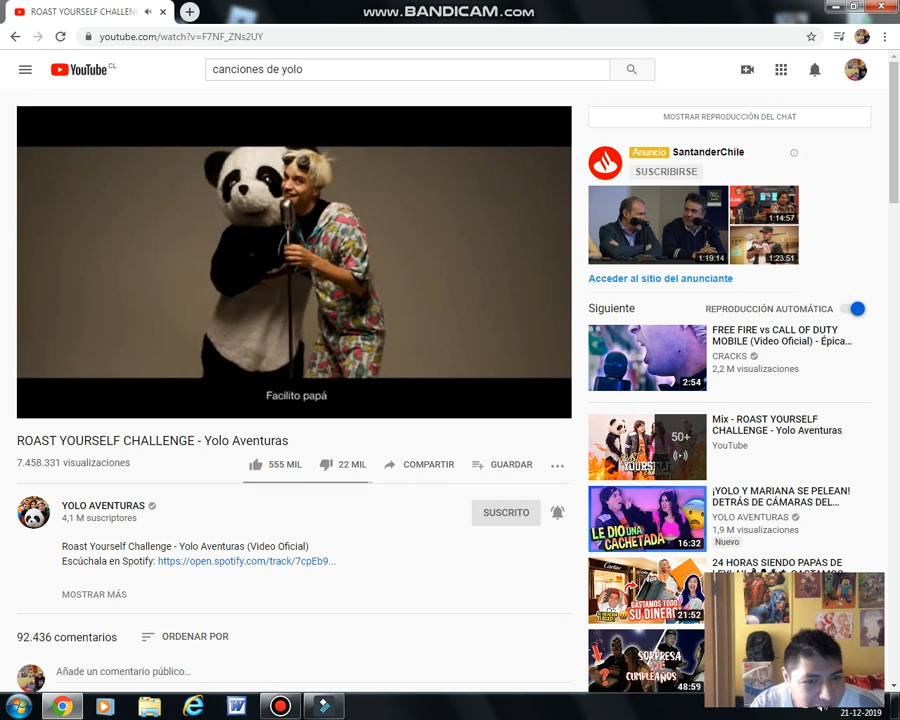 ROAST YOURSELF CHALLEN
WWW.BANDICAM.COM
youtube.com/watch?v=F7NF_ZNs2UY
YouTube CL
canciones de yolo
MOSTRAR REPRODUCCIÓN DEL CHAT
Anuncio SantanderChile
SUSCRIBIRSE
1:14:57
1:19:14
1:23:51
Acceder al sitio del anunciante
Facilito papá
Siguiente
REPRODUCCIÓN AUTOMÁTICA
FREE FIRE vs CALL OF DUTY
MOBILE (Video Oficial) - Épica...
CRACKS
2,2 M visualizaciones
2:54
ROAST YOURSELF CHALLENGE - Yolo Aventuras
7.458.331 visualizaciones
555 MIL
22 MIL
COMPARTIR
GUARDAR
Mix - ROAST YOURSELF
CHALLENGE - Yolo Aventuras
YouTube
50+
YOLO AVENTURAS
4,1 M suscriptores
SUSCRITO
¡YOLO Y MARIANA SE PELEAN!
DETRÁS DE CÁMARAS DEL...
YOLO AVENTURAS
1,9 M visualizaciones
Nuevo
LE DIO UNA
CACHETADA
16:32
Roast Yourself Challenge - Yolo Aventuras (Video Oficial)
Escúchala en Spotify: https://open.spotify.com/track/7cpEb9...
MOSTRAR MÁS
24 HORAS SIENDO PAPÁS DE
Cartier
GASTAMOS TODO
SU DINERO
21:52
92.436 comentarios
ORDENAR POR
Añade un comentario público...
SORPRESA
CUMPLEAÑOS
48:59
21-12-2019